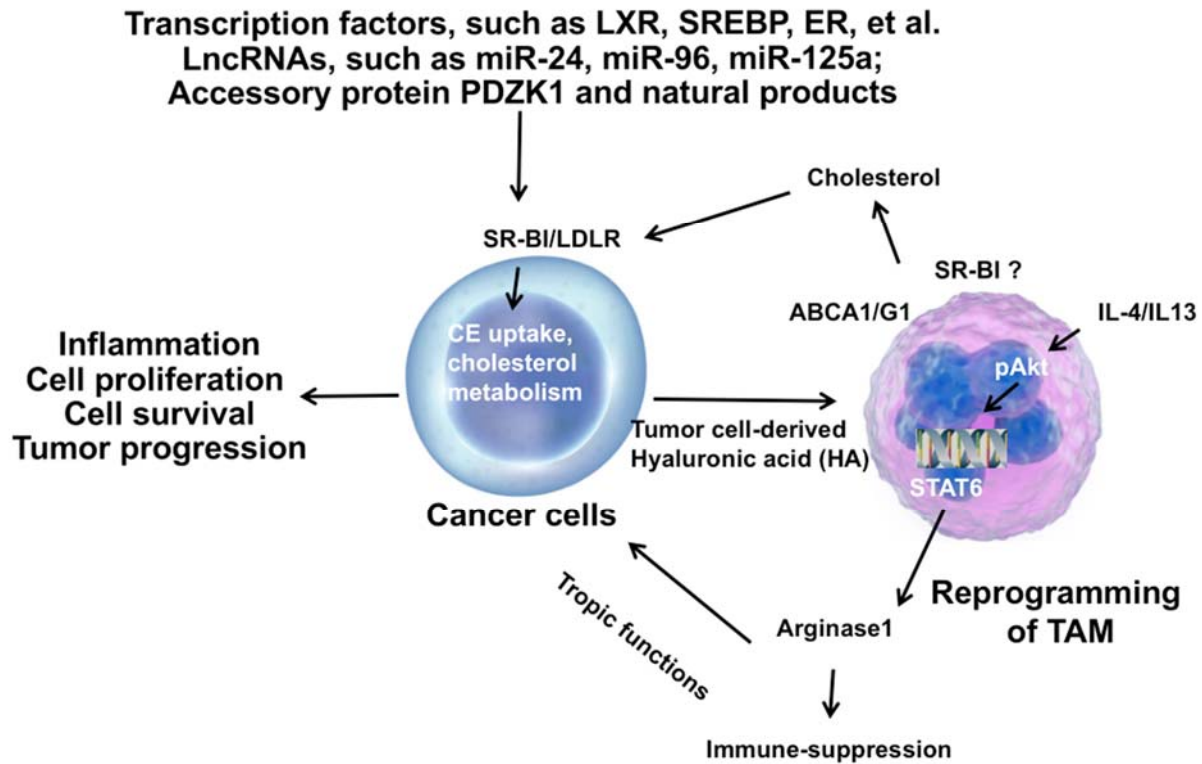 Transcription factors, such as LXR, SREBP, ER, et al.
LncRNAs, such as miR-24, miR-96, miR-125a;
Accessory protein PDZK1 and natural products
Cholesterol
SR-BI/LDLR
SR-BI ?
ABCA1/G1
IL-4/IL13
CE uptake,
cholesterol
metabolism
pAkt
Inflammation
Cell proliferation
Cell survival
Tumor progression
Tumor cell-derived
Hyaluronic acid (HA)
STAT6
Cancer cells
Reprogramming
of TAM
Tropic functions
Arginase1
Immune-suppression